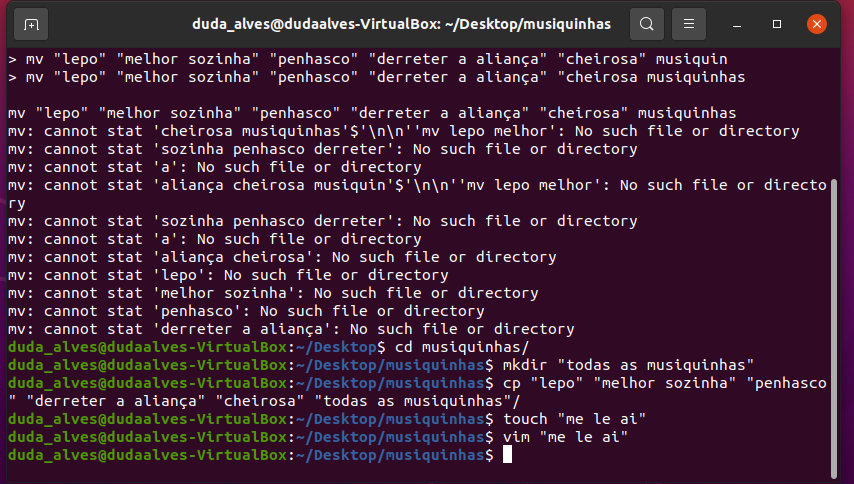 duda_alves@dudaalves-VirtualBox: ~/Desktop/musiquinhas
> mv "lepo" "melhor sozinha" "penhasco" "derreter a aliança" "cheirosa" musiquin
> mv "lepo" "melhor sozinha" "penhasco" "derreter a aliança" "cheirosa" musiquinhas
mv "lepo" "melhor sozinha" "penhasco" "derreter a aliança" "cheirosa" musiquinhas
mv: cannot stat 'cheirosa musiquinhas'$'\n\n''mv lepo melhor': No such file or directory
mv: cannot stat 'sozinha penhasco derreter': No such file or directory
mv: cannot stat 'a': No such file or directory
mv: cannot stat 'aliança cheirosa musiquin'$'\n\n''mv lepo melhor': No such file or directo
ry
mv: cannot stat 'sozinha penhasco derreter': No such file or directory
mv: cannot stat 'a': No such file or directory
mv: cannot stat 'aliança cheirosa': No such file or directory
mv: cannot stat 'lepo': No such file or directory
mv: cannot stat 'melhor sozinha': No such file or directory
mv: cannot stat 'penhasco': No such file or directory
mv: cannot stat 'derreter a aliança': No such file or directory
duda_alves@dudaalves-VirtualBox:~/Desktop$ cd musiquinhas/
duda_alves@dudaalves-VirtualBox:~/Desktop/musiquinhas$ mkdir "todas as musiquinhas"
duda_alves@dudaalves-VirtualBox:~/Desktop/musiquinhas$ cp "lepo" "melhor sozinha" "penhasco
" "derreter a aliança" "cheirosa" "todas as musiquinhas"/
duda_alves@dudaalves-VirtualBox:~/Desktop/musiquinhas$ touch "me le ai"
duda_alves@dudaalves-VirtualBox:~/Desktop/musiquinhas$ vim "me le ai"
duda_alves@dudaalves-VirtualBox:~/Desktop/musiquinhas$